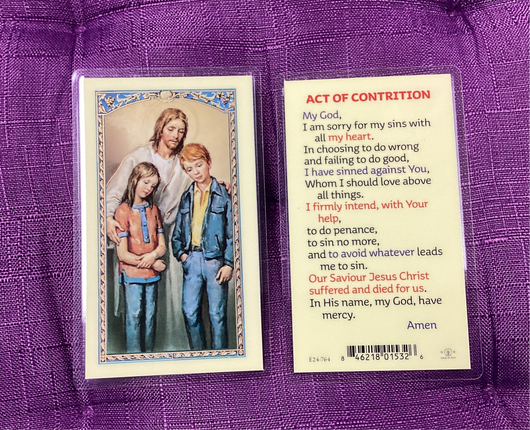 ACT OF CONTRITION
My God,
I am sorry for my sins with
all my heart.
In choosing to do wrong
and failing to do good,
I have sinned against You,
Whom I should love above
all things.
I firmly intend, with Your
help,
to do penance,
to sin no more,
and to avoid whatever leads
me to sin.
Our Saviour Jesus Christ
suffered and died for us.
In His name, my God, have
mercy.
Amen
E24-764
8 46218 01532 6